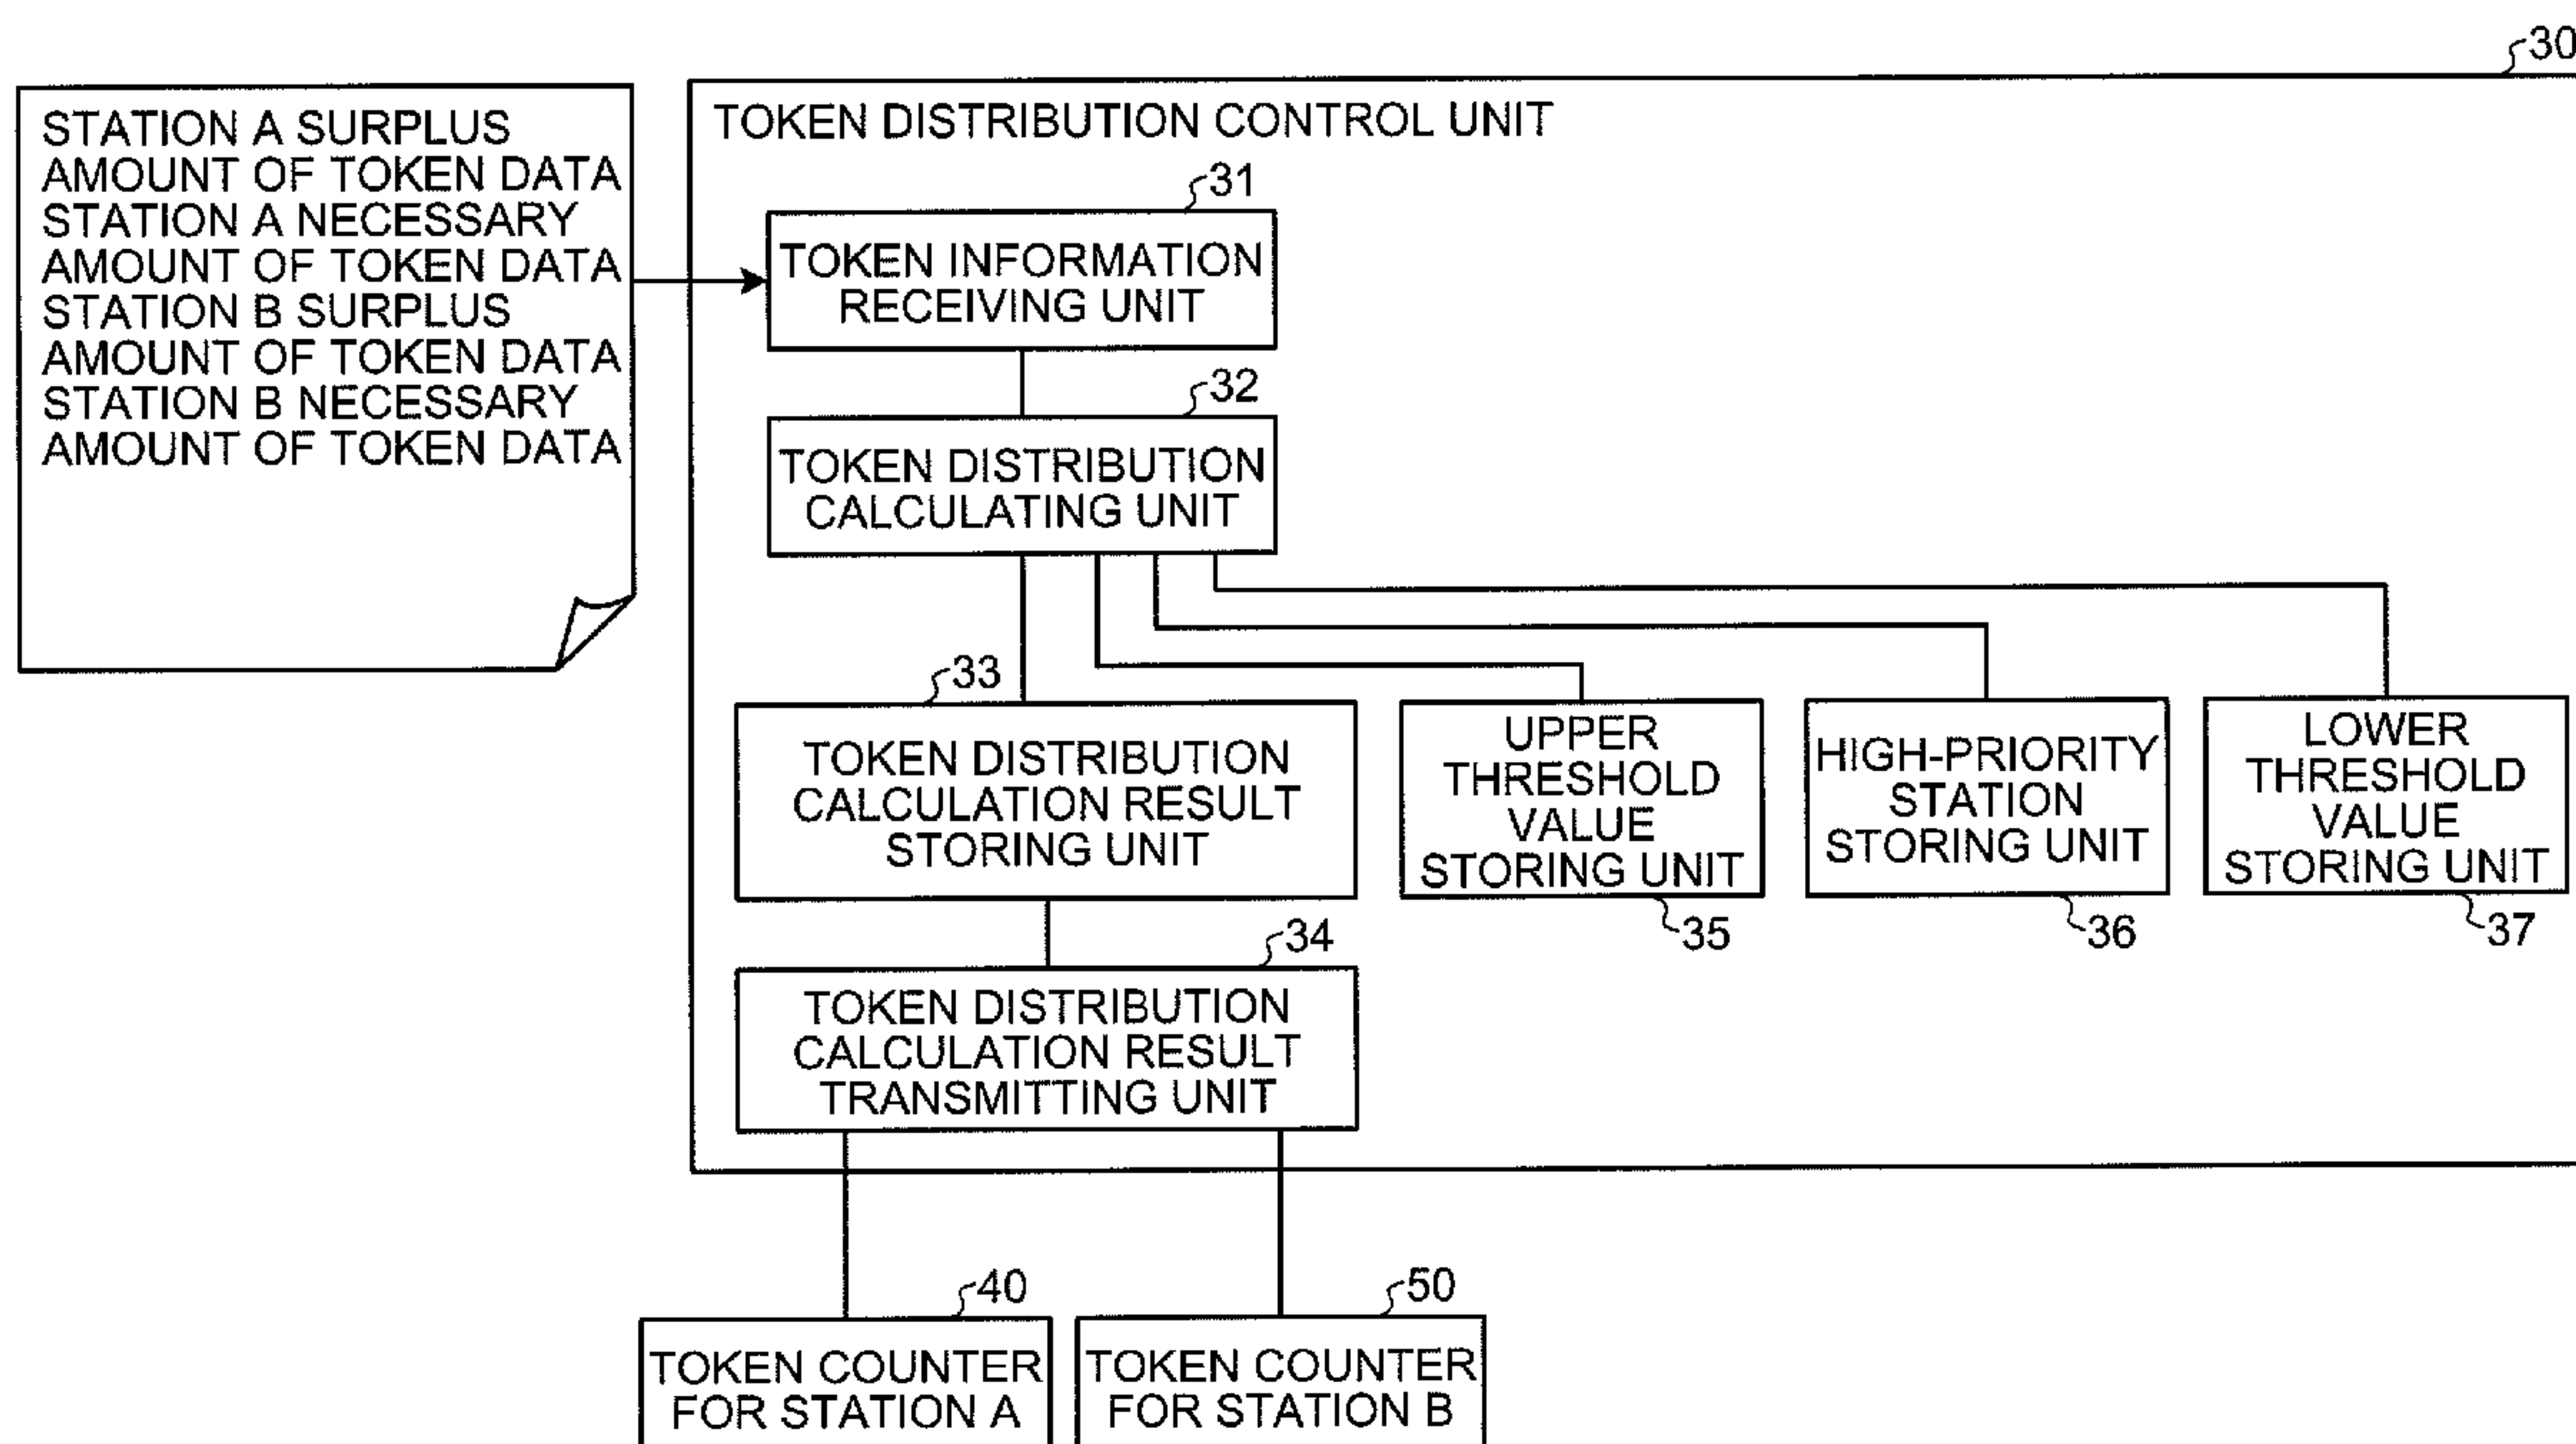 30
STATION A SURPLUS
AMOUNT OF TOKEN DATA
STATION A NECESSARY
AMOUNT OF TOKEN DATA
STATION B SURPLUS
AMOUNT OF TOKEN DATA
STATION B NECESSARY
AMOUNT OF TOKEN DATA
TOKEN DISTRIBUTION CONTROL UNIT
31
TOKEN INFORMATION
RECEIVING UNIT
32
TOKEN DISTRIBUTION
CALCULATING UNIT
33
TOKEN DISTRIBUTION
CALCULATION RESULT
STORING UNIT
UPPER
THRESHOLD
VALUE
STORING UNIT
35
HIGH-PRIORITY
STATION
STORING UNIT
36
LOWER
THRESHOLD
VALUE
STORING UNIT
37
34
TOKEN DISTRIBUTION
CALCULATION RESULT
TRANSMITTING UNIT
40
TOKEN COUNTER
FOR STATION A
50
TOKEN COUNTER
FOR STATION B